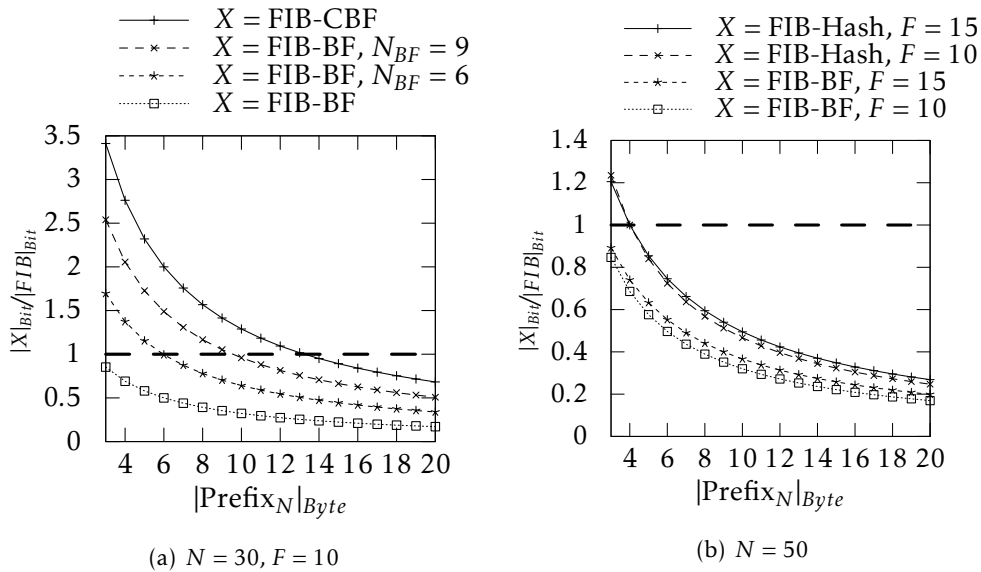 X = FIB-CBF
X = FIB-BF, N_BF = 9
X = FIB-BF, N_BF = 6
X = FIB-BF
3.5
3
2.5
2
1.5
1
0.5
0
|X|_Bit/|FIB|_Bit
4 6 8 10 12 14 16 18 20
|Prefix_N|_Byte
(a) N = 30, F = 10
X = FIB-Hash, F = 15
X = FIB-Hash, F = 10
X = FIB-BF, F = 15
X = FIB-BF, F = 10
1.4
1.2
1
0.8
0.6
0.4
0.2
0
|X|_Bit/|FIB|_Bit
4 6 8 10 12 14 16 18 20
|Prefix_N|_Byte
(b) N = 50